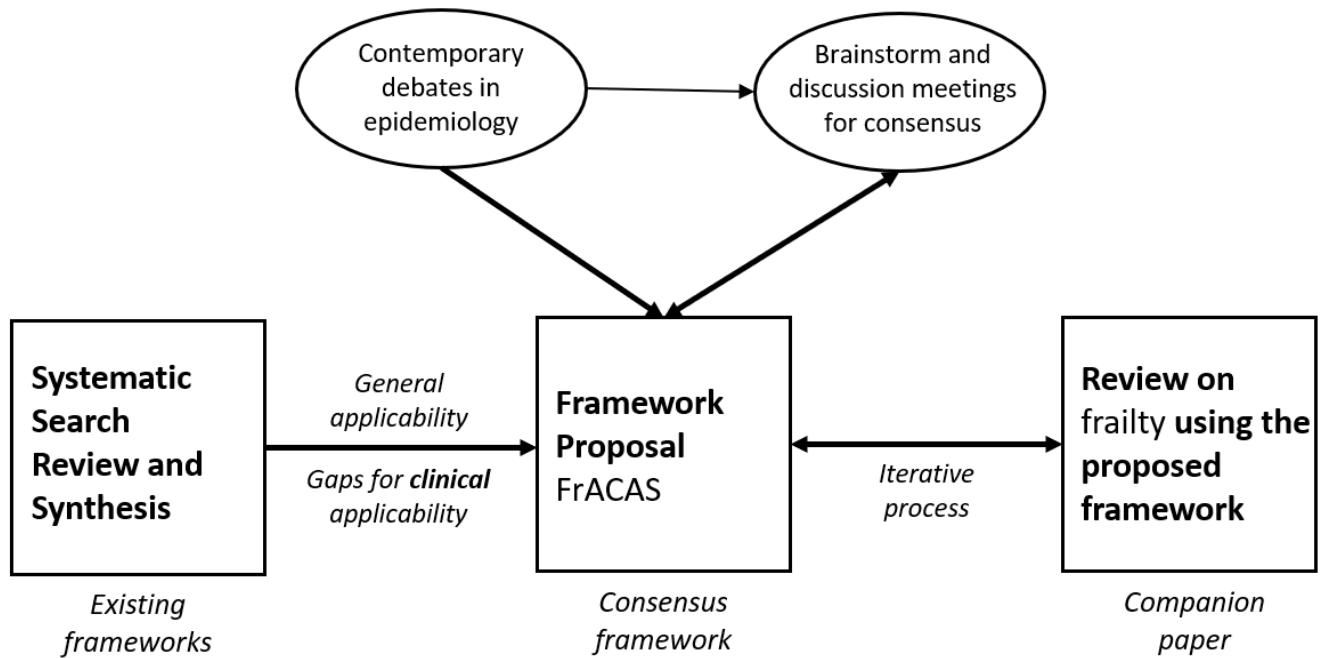 Contemporary
debates in
epidemiology
Brainstorm and
discussion meetings
for consensus
Systematic
Search
Review and
Synthesis
General
applicability
Gaps for clinical
applicability
Framework
Proposal
FrACAS
Iterative
process
Review on
frailty using the
proposed
framework
Existing
frameworks
Consensus
framework
Companion
paper